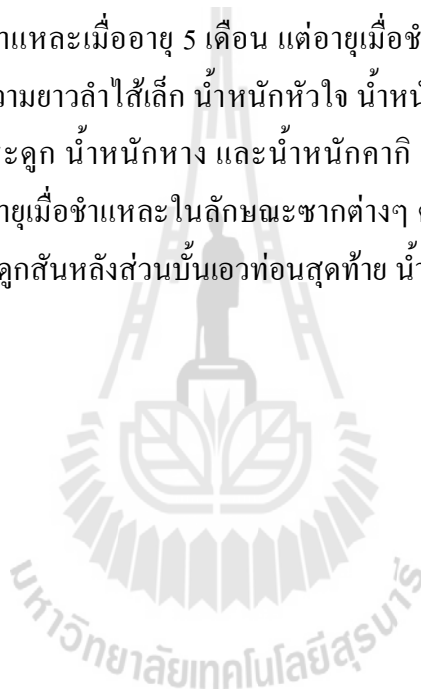 าแหละเมื่ออายุ 5 เดือน แต่อายุเมื่อชำ
วามยาวลำไส้เล็ก น้ำหนักหัวใจ น้ำหนั
ะดูก น้ำหนักหาง และน้ำหนักคากิ
ายุเมื่อชำแหละในลักษณะซากต่างๆ
ดูกสันหลังส่วนบั้นเอวท่อนสุดท้าย น้ำ
มหาวิทยาลัยเทคโนโลยีสุรนารี